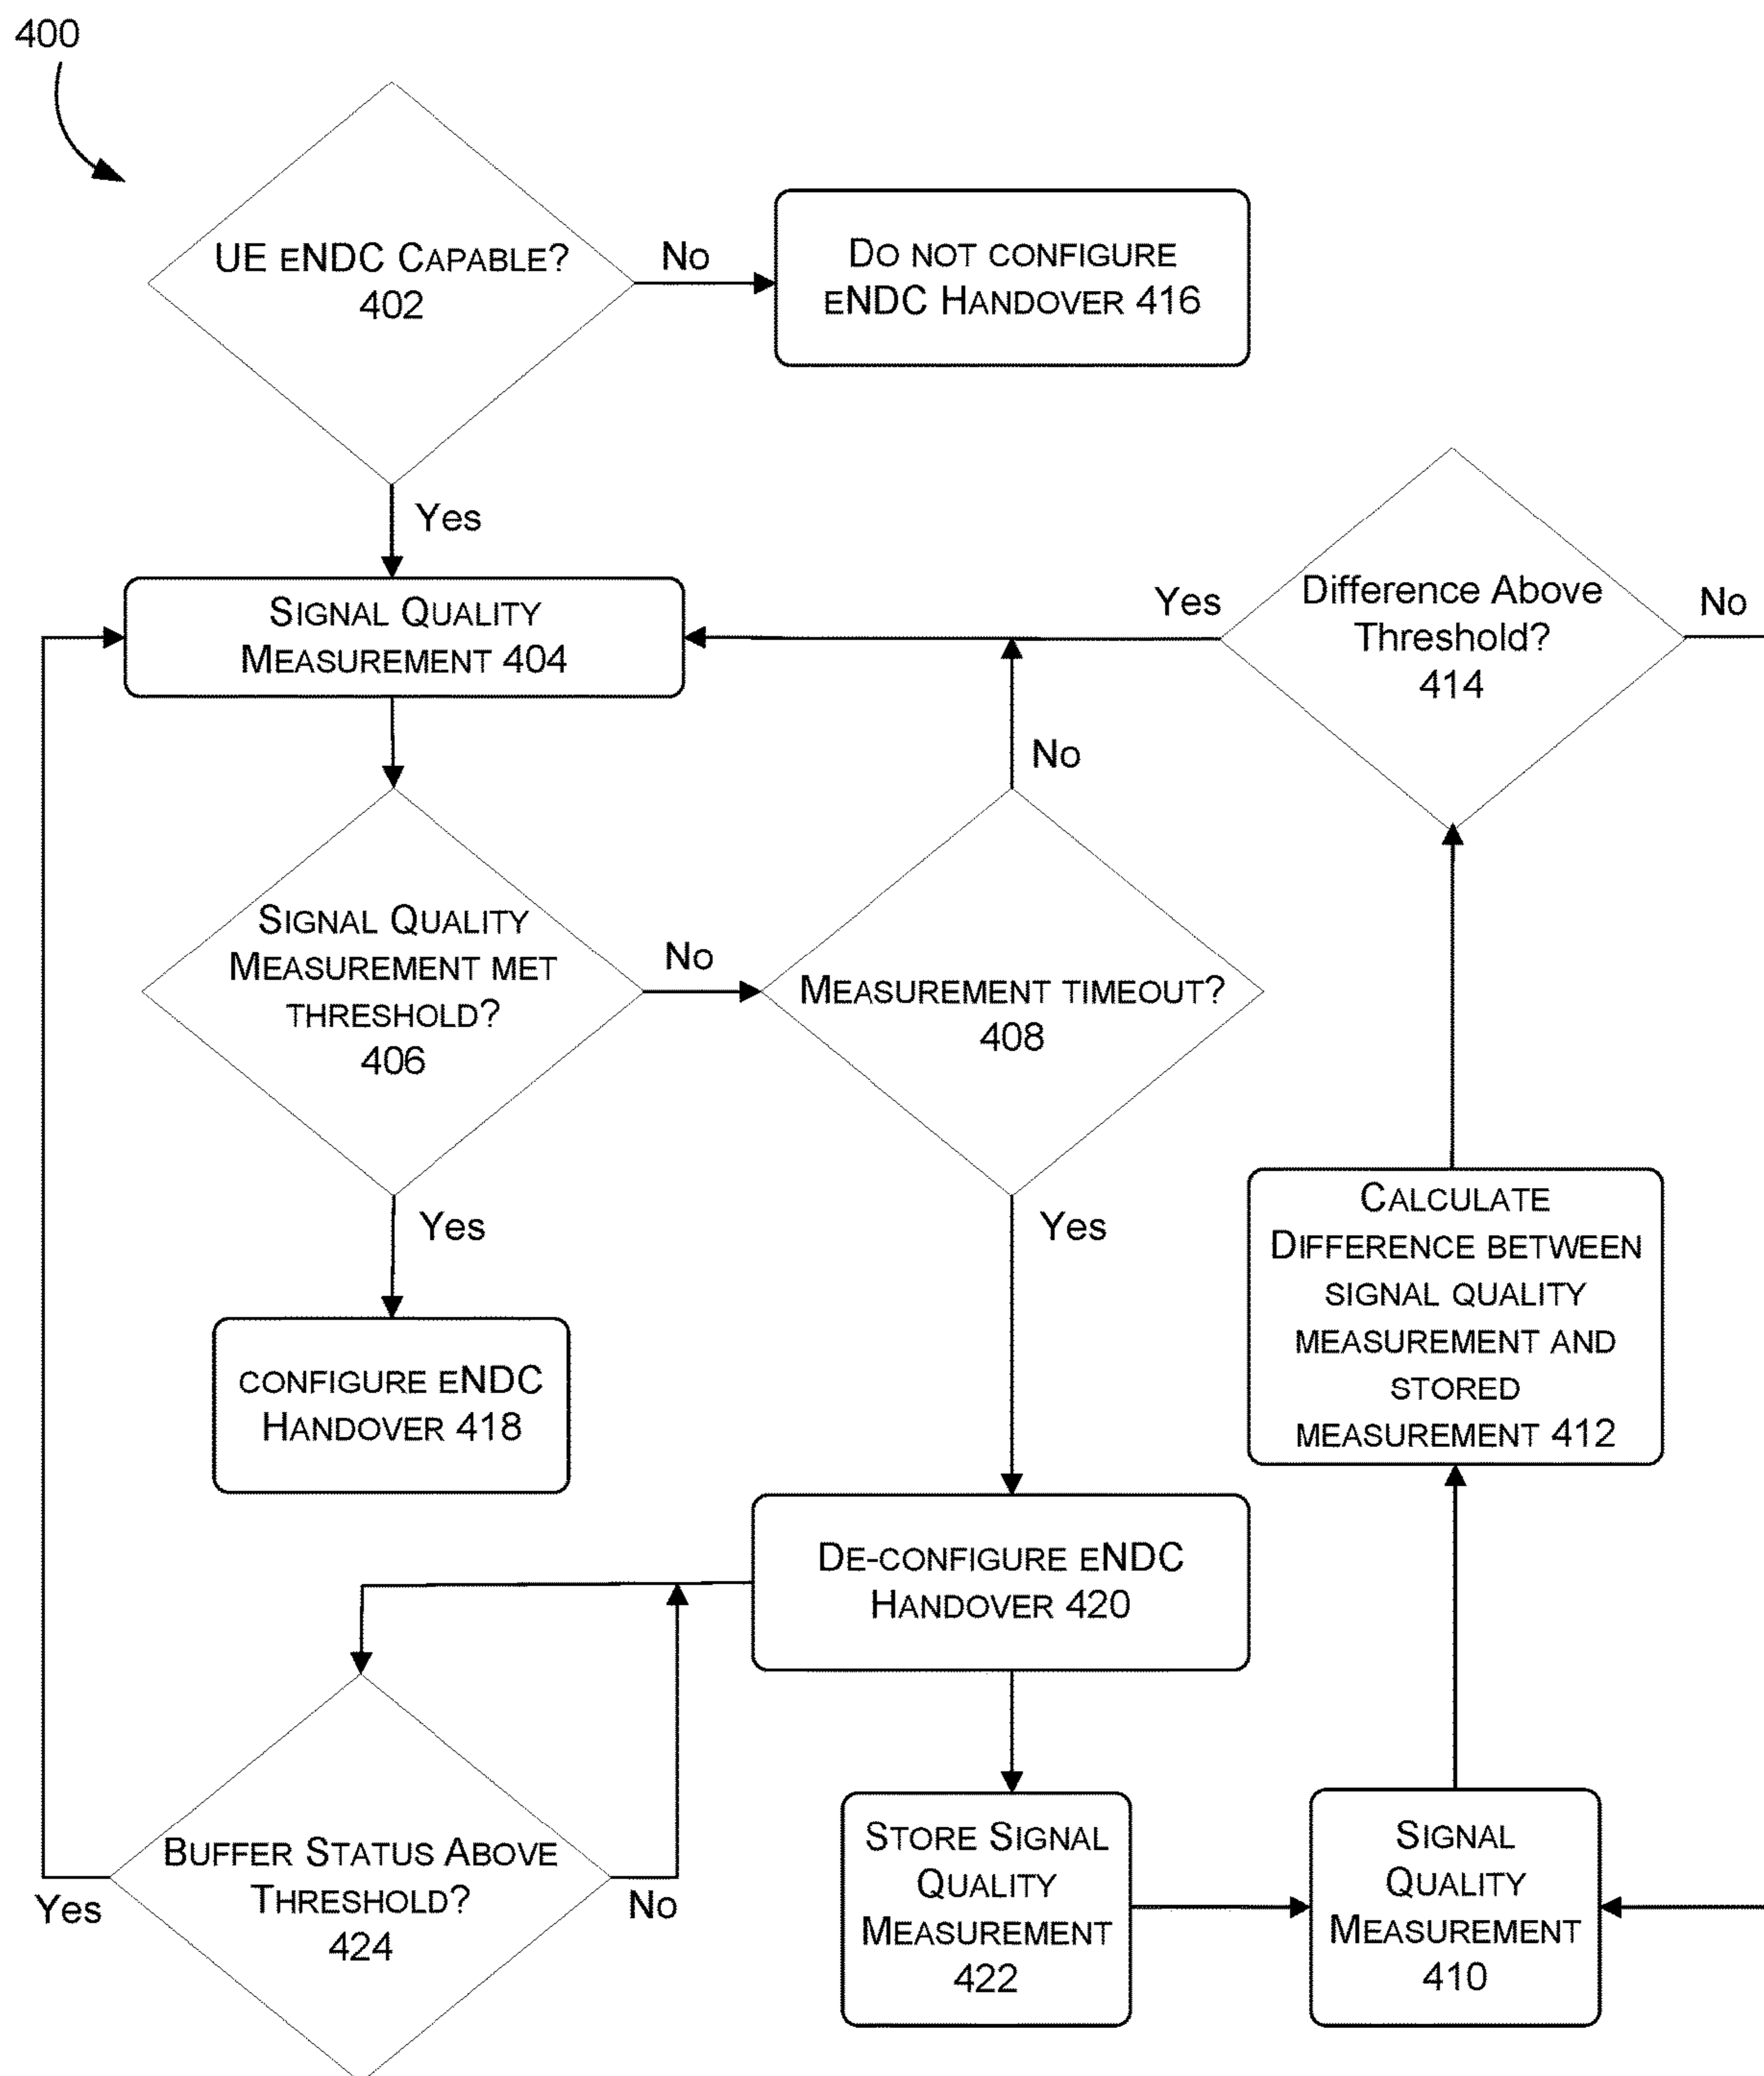 400
UE eNDC Capable?
402
No
Do not configure
eNDC Handover 416
Yes
Signal Quality
Measurement 404
Yes
Difference Above
Threshold?
414
No
No
Signal Quality
Measurement met
threshold?
406
No
Measurement timeout?
408
Yes
Yes
Calculate
Difference between
signal quality
measurement and
stored
measurement 412
configure eNDC
Handover 418
De-configure eNDC
Handover 420
Buffer Status Above
Threshold?
424
Yes
No
Store Signal
Quality
Measurement
422
Signal
Quality
Measurement
410